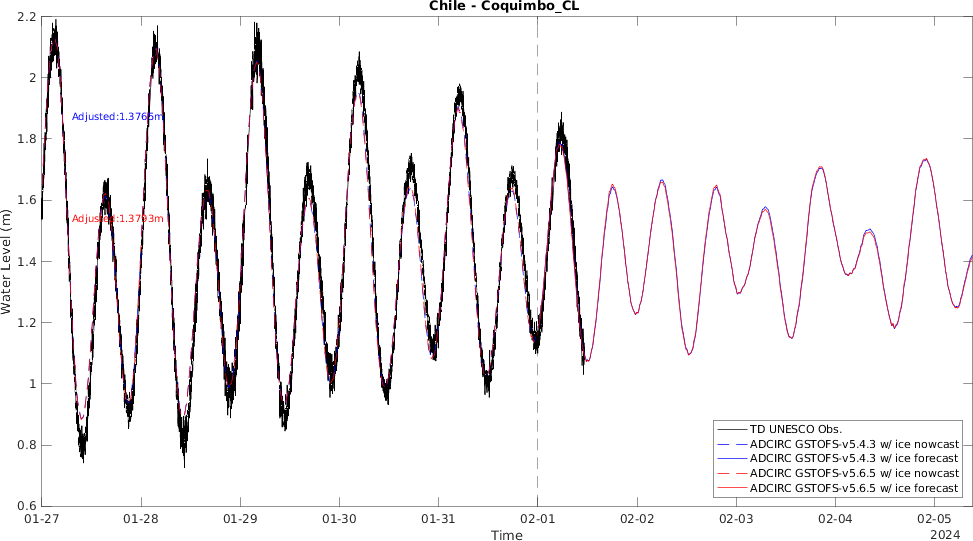 Chile - Coquimbo_CL
2.2
2
1.8
1.6
1.4
1.2
1
0.8
0.6
Water Level (m)
Adjusted:1.3765m
Adjusted:1.3793m
TD UNESCO Obs.
ADCIRC GSTOFS-v5.4.3 w/ ice nowcast
ADCIRC GSTOFS-v5.4.3 w/ ice forecast
ADCIRC GSTOFS-v5.6.5 w/ ice nowcast
ADCIRC GSTOFS-v5.6.5 w/ ice forecast
01-27 01-28 01-29 01-30 01-31 02-01 02-02 02-03 02-04 02-05
2024
Time